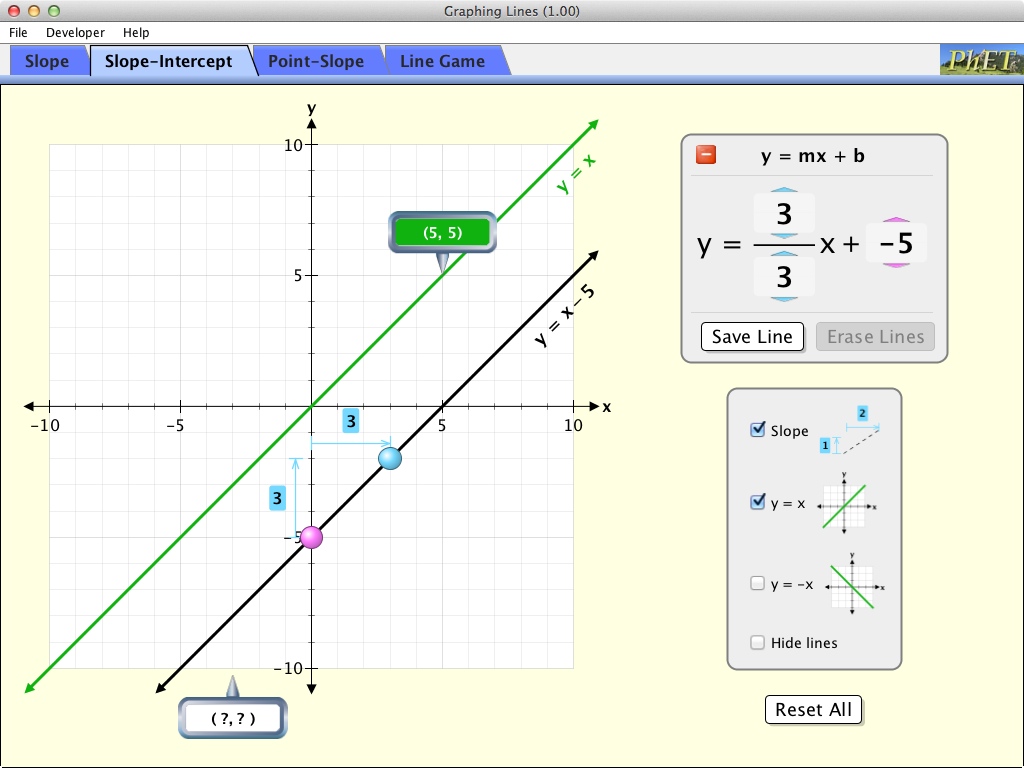 Graphing Lines (1.00)
File Developer Help
Slope Slope-Intercept Point-Slope Line Game PhET
y
10
y = x
(5, 5)
5
y = x − 5
x
−10 −5 5 10
3
3
−5
−10
( ?, ? )
y = mx + b
3
y = x + −5
3
Save Line Erase Lines
2
Slope
1
y
y = x
x
y
y = −x
x
Hide lines
Reset All